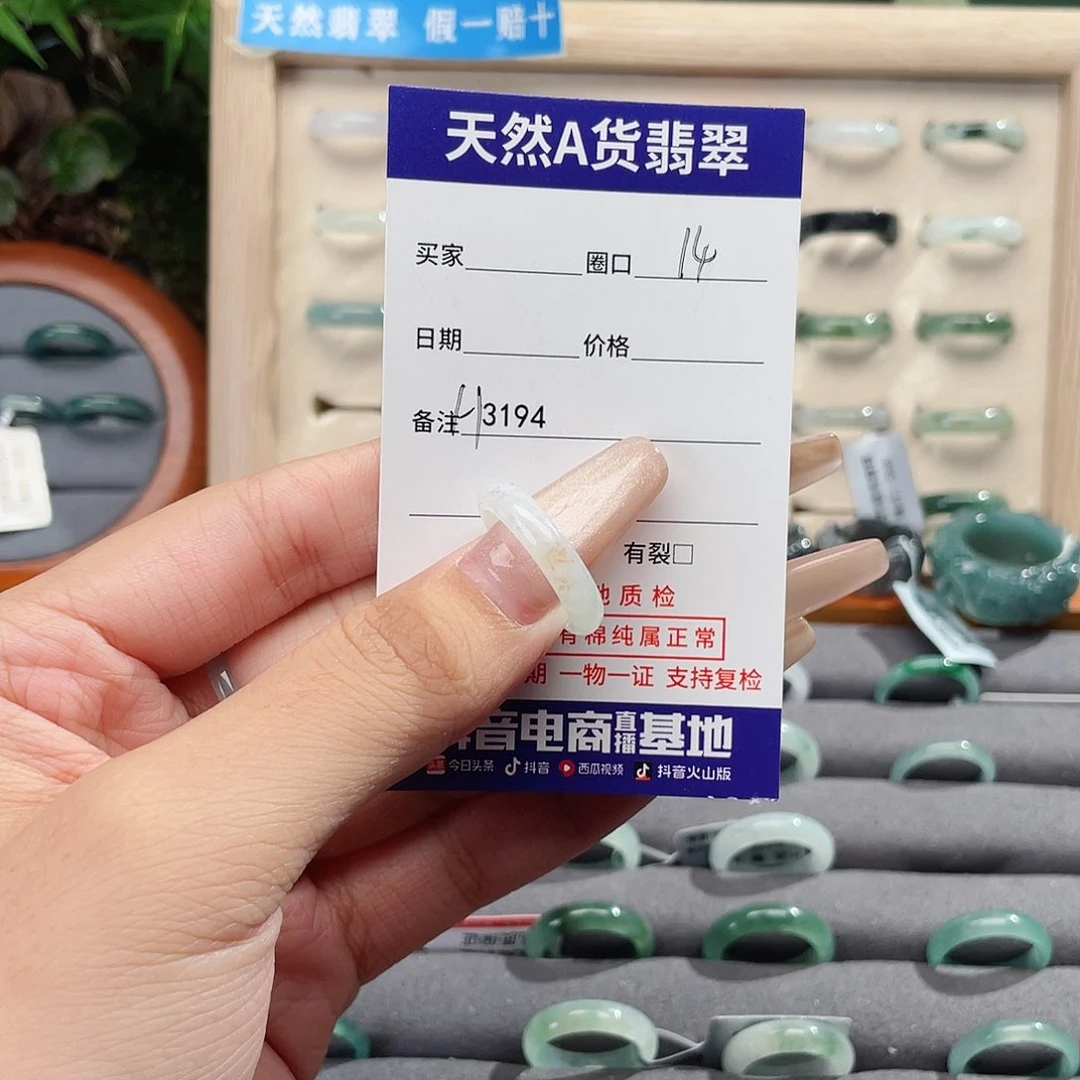 天然翡翠 假一赔十
天然A货翡翠
买家 圈口 14
日期 价格
备注 3194
有裂□
地质检
有棉纯属正常
期 一物一证 支持复检
抖音电商直播基地
今日头条 抖音 西瓜视频 抖音火山版